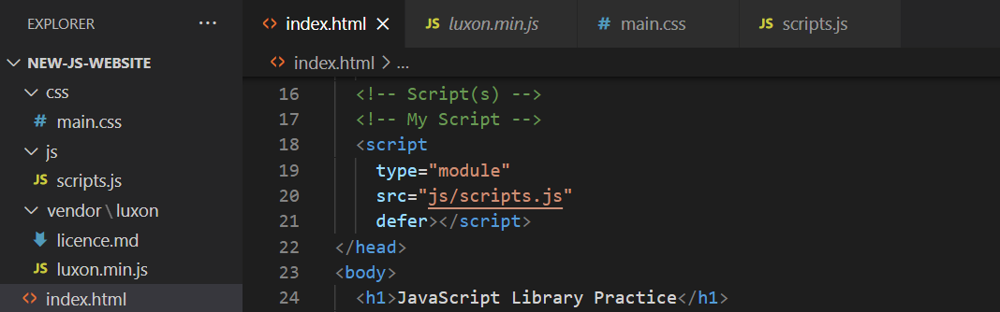 EXPLORER ...
NEW-JS-WEBSITE
css
# main.css
js
JS scripts.js
vendor \ luxon
licence.md
JS luxon.min.js
<> index.html
<> index.html × JS luxon.min.js # main.css JS scripts.js
<> index.html > ...
16 <!-- Script(s) -->
17 <!-- My Script -->
18 <script
19 type="module"
20 src="js/scripts.js"
21 defer></script>
22 </head>
23 <body>
24 <h1>JavaScript Library Practice</h1>